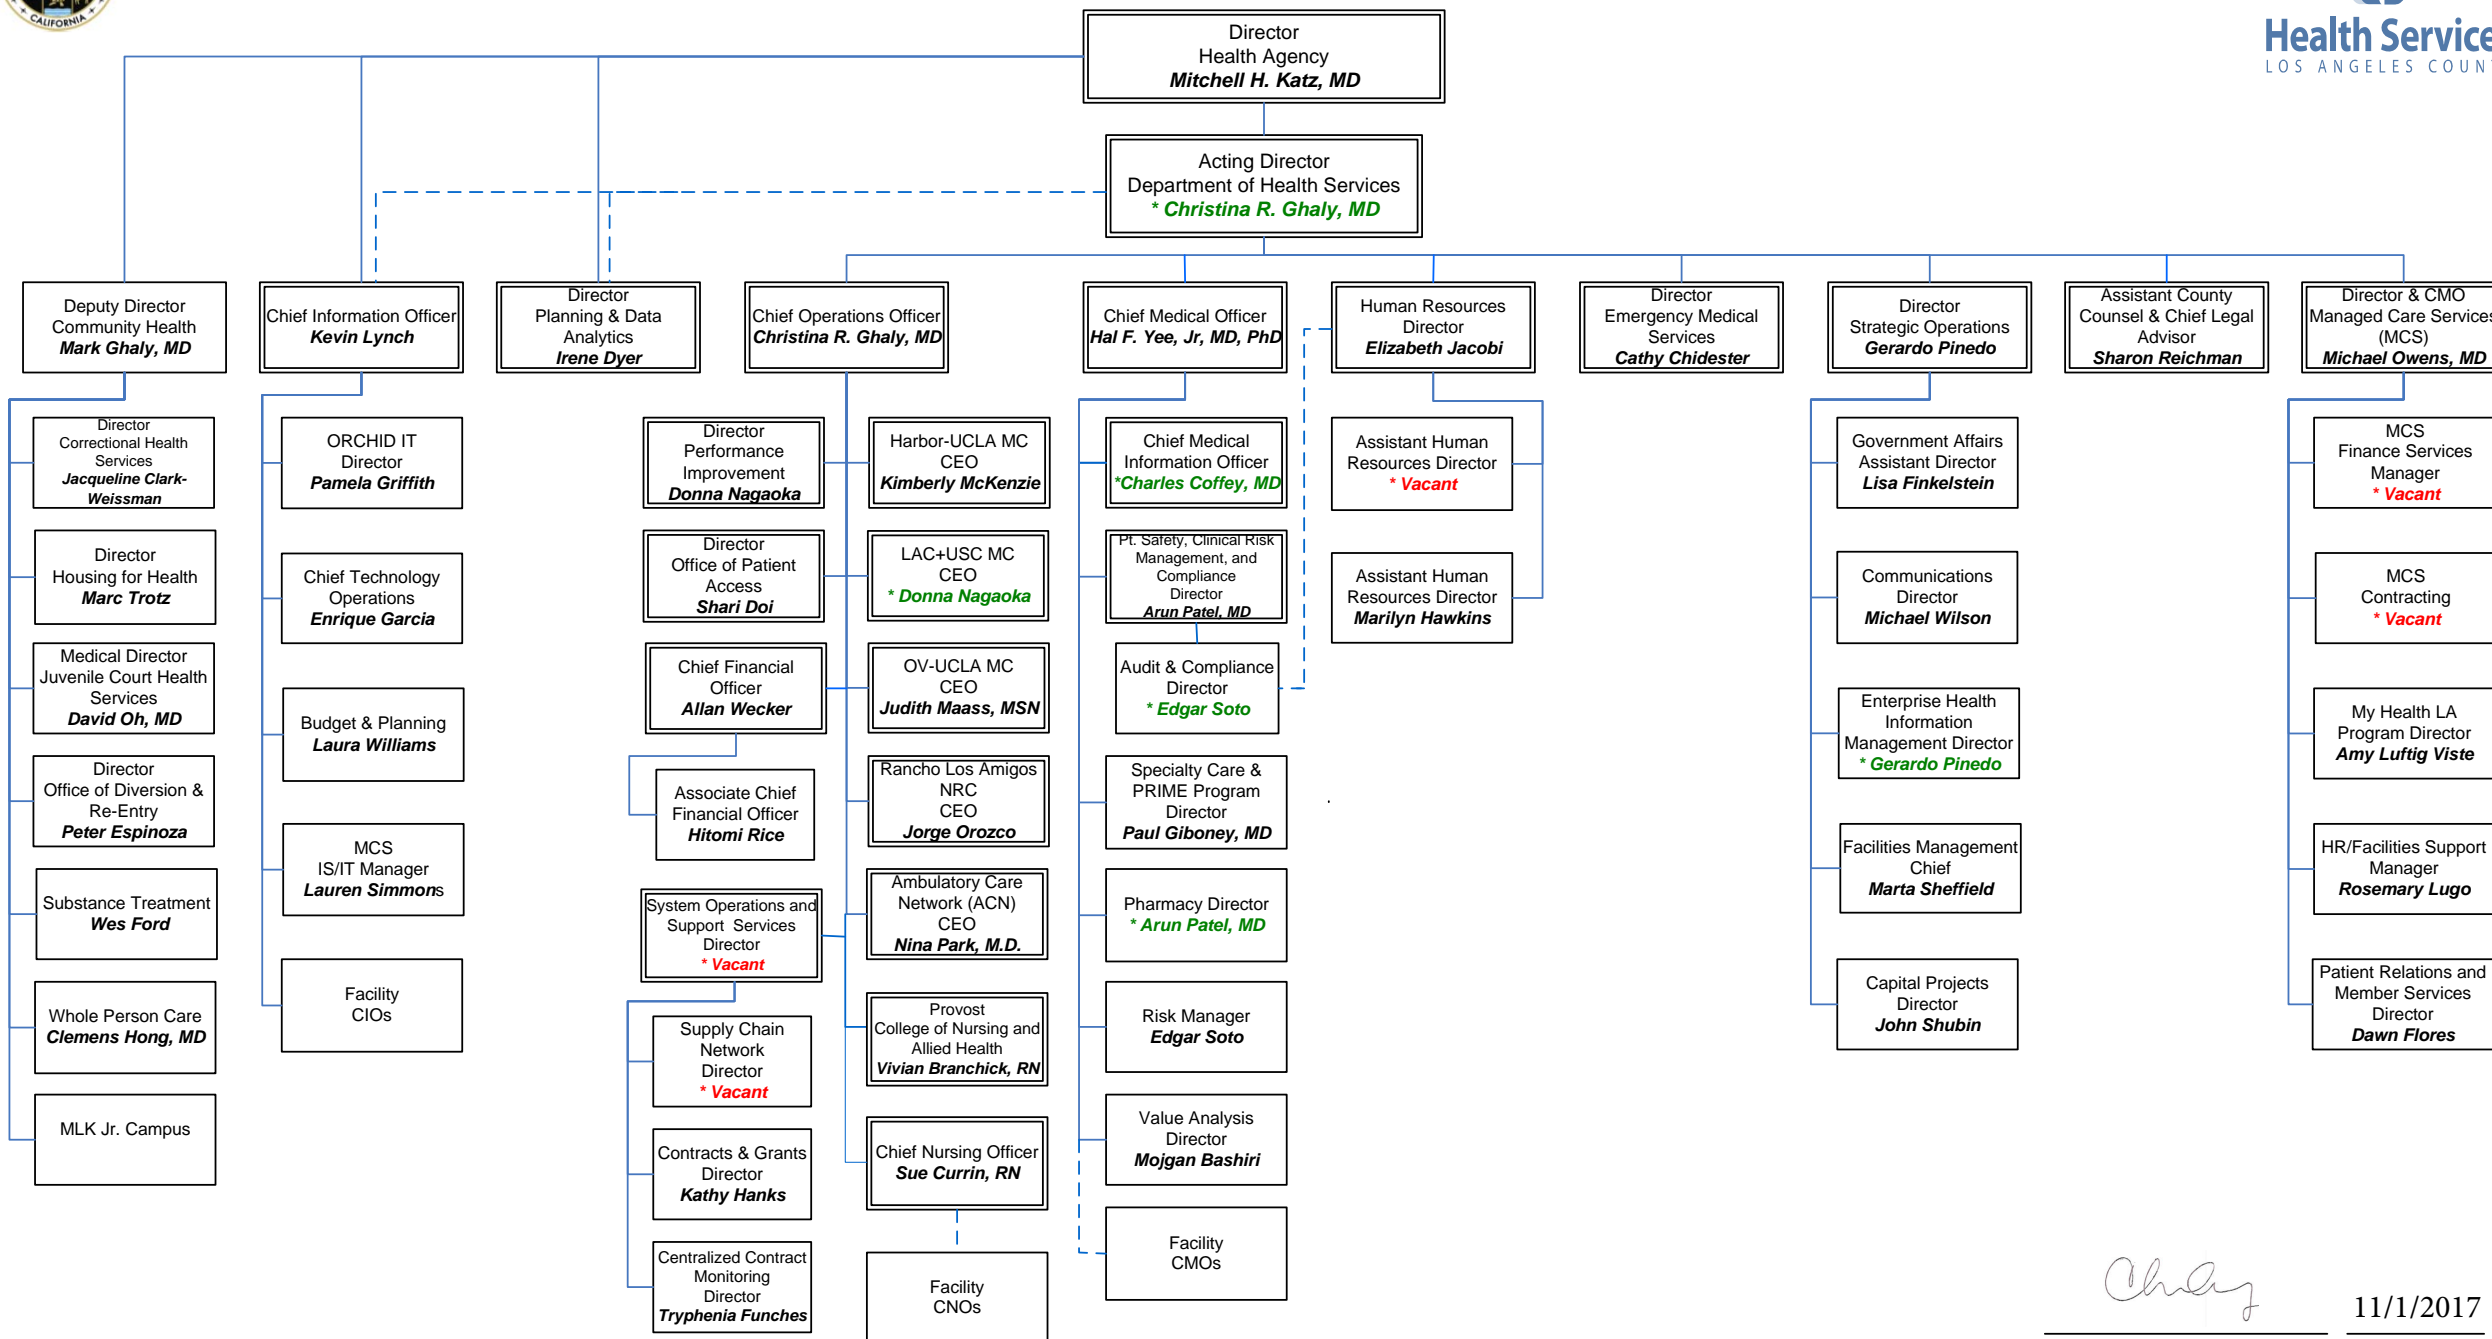 CALIFORNIA
Health Service
LOS ANGELES COUN
Director
Health Agency
Mitchell H. Katz, MD
Acting Director
Department of Health Services
* Christina R. Ghaly, MD
Deputy Director
Community Health
Mark Ghaly, MD
Chief Information Officer
Kevin Lynch
Director
Planning & Data
Analytics
Irene Dyer
Chief Operations Officer
Christina R. Ghaly, MD
Chief Medical Officer
Hal F. Yee, Jr, MD, PhD
Human Resources
Director
Elizabeth Jacobi
Director
Emergency Medical
Services
Cathy Chidester
Director
Strategic Operations
Gerardo Pinedo
Assistant County
Counsel & Chief Legal
Advisor
Sharon Reichman
Director & CMO
Managed Care Services
(MCS)
Michael Owens, MD
Director
Correctional Health
Services
Jacqueline Clark-
Weissman
Director
Housing for Health
Marc Trotz
Medical Director
Juvenile Court Health
Services
David Oh, MD
Director
Office of Diversion &
Re-Entry
Peter Espinoza
Substance Treatment
Wes Ford
Whole Person Care
Clemens Hong, MD
MLK Jr. Campus
ORCHID IT
Director
Pamela Griffith
Chief Technology
Operations
Enrique Garcia
Budget & Planning
Laura Williams
MCS
IS/IT Manager
Lauren Simmons
Facility
CIOs
Director
Performance
Improvement
Donna Nagaoka
Director
Office of Patient
Access
Shari Doi
Chief Financial
Officer
Allan Wecker
Associate Chief
Financial Officer
Hitomi Rice
System Operations and
Support Services
Director
* Vacant
Supply Chain
Network
Director
* Vacant
Contracts & Grants
Director
Kathy Hanks
Centralized Contract
Monitoring
Director
Tryphenia Funches
Harbor-UCLA MC
CEO
Kimberly McKenzie
LAC+USC MC
CEO
* Donna Nagaoka
OV-UCLA MC
CEO
Judith Maass, MSN
Rancho Los Amigos
NRC
CEO
Jorge Orozco
Ambulatory Care
Network (ACN)
CEO
Nina Park, M.D.
Provost
College of Nursing and
Allied Health
Vivian Branchick, RN
Chief Nursing Officer
Sue Currin, RN
Facility
CNOs
Chief Medical
Information Officer
*Charles Coffey, MD
Pt. Safety, Clinical Risk
Management, and
Compliance
Director
Arun Patel, MD
Audit & Compliance
Director
* Edgar Soto
Specialty Care &
PRIME Program
Director
Paul Giboney, MD
Pharmacy Director
* Arun Patel, MD
Risk Manager
Edgar Soto
Value Analysis
Director
Mojgan Bashiri
Facility
CMOs
Assistant Human
Resources Director
* Vacant
Assistant Human
Resources Director
Marilyn Hawkins
Government Affairs
Assistant Director
Lisa Finkelstein
Communications
Director
Michael Wilson
Enterprise Health
Information
Management Director
* Gerardo Pinedo
Facilities Management
Chief
Marta Sheffield
Capital Projects
Director
John Shubin
MCS
Finance Services
Manager
* Vacant
MCS
Contracting
* Vacant
My Health LA
Program Director
Amy Luftig Viste
HR/Facilities Support
Manager
Rosemary Lugo
Patient Relations and
Member Services
Director
Dawn Flores
11/1/2017